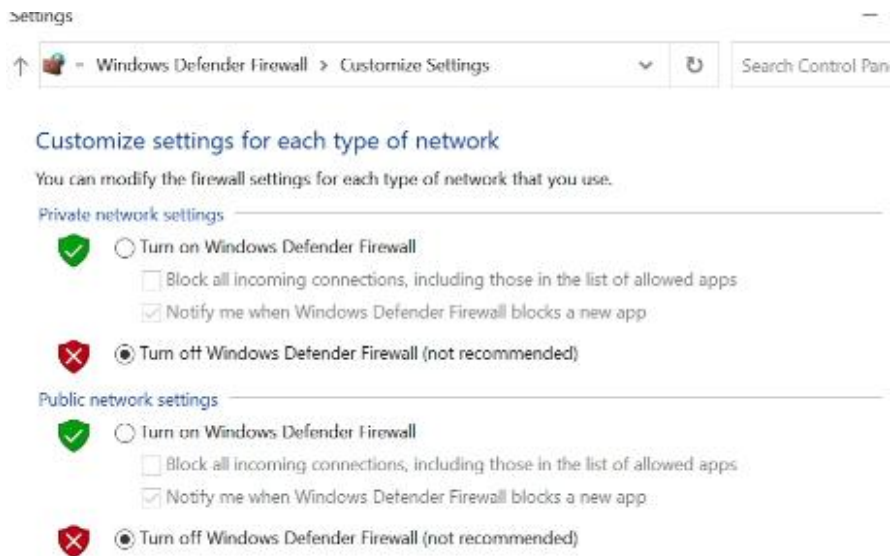 Settings
Windows Defender Firewall > Customize Settings
Search Control Pan
Customize settings for each type of network
You can modify the firewall settings for each type of network that you use.
Private network settings
Turn on Windows Defender Firewall
Block all incoming connections, including those in the list of allowed apps
Notify me when Windows Defender Firewall blocks a new app
Turn off Windows Defender Firewall (not recommended)
Public network settings
Turn on Windows Defender Firewall
Block all incoming connections, including those in the list of allowed apps
Notify me when Windows Defender Firewall blocks a new app
Turn off Windows Defender Firewall (not recommended)